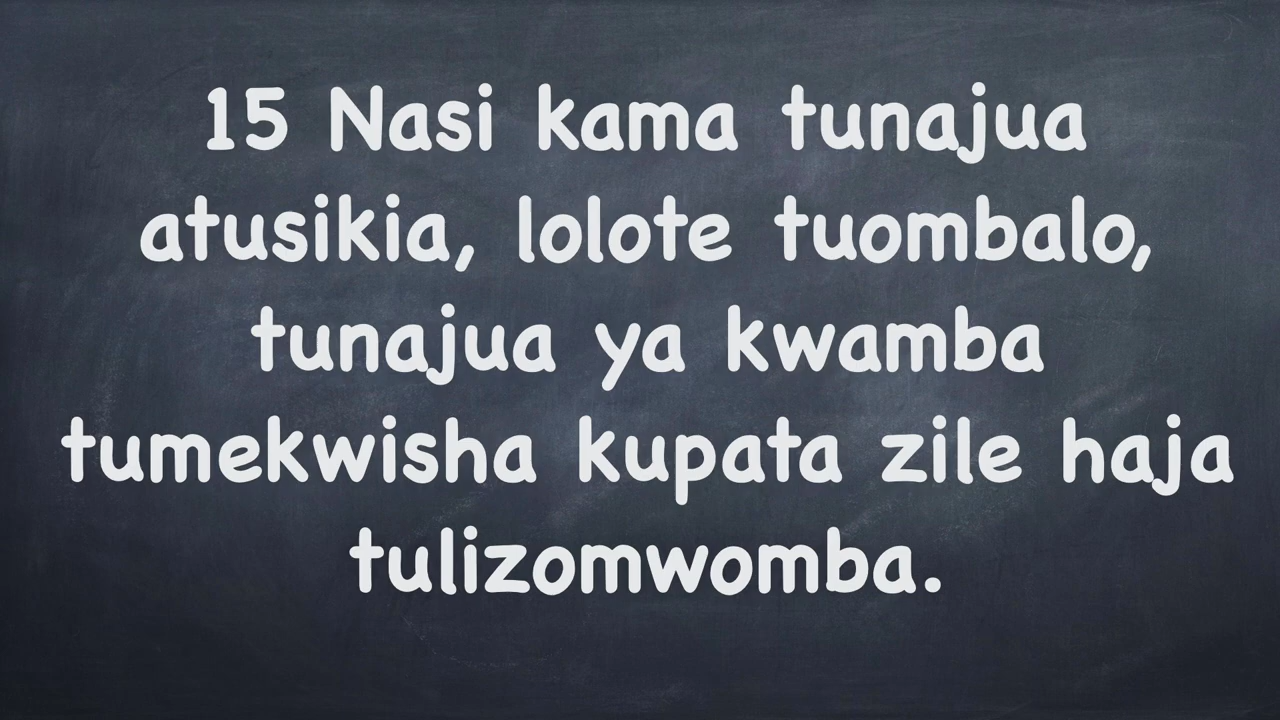 15 Nasi kama tunajua
atusikia, lolote tuombalo,
tunajua ya kwamba
tumekwisha kupata zile haja
tulizomwomba.